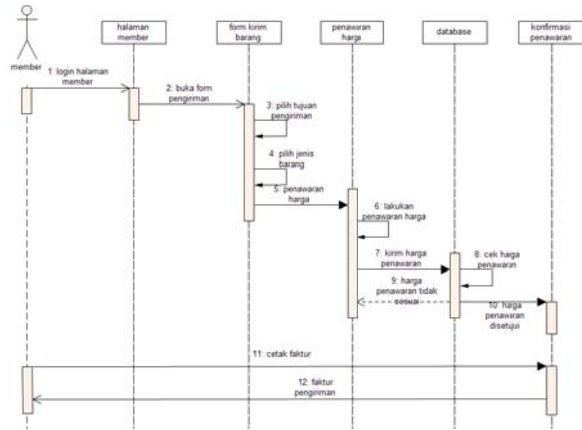 halaman
member
form kirim
barang
penawaran
harga
database
konfirmasi
penawaran
member
1: login halaman
member
2: buka form
pengiriman
3: pilih tujuan
pengiriman
4: pilih jenis
barang
5: penawaran
harga
6: lakukan
penawaran harga
7: kirim harga
penawaran
8: cek haga
penawaran
9: harga
penawaran tidak
sesuai
10: harga
penawaran
disetujui
11: cetak faktur
12: faktur
pengiriman